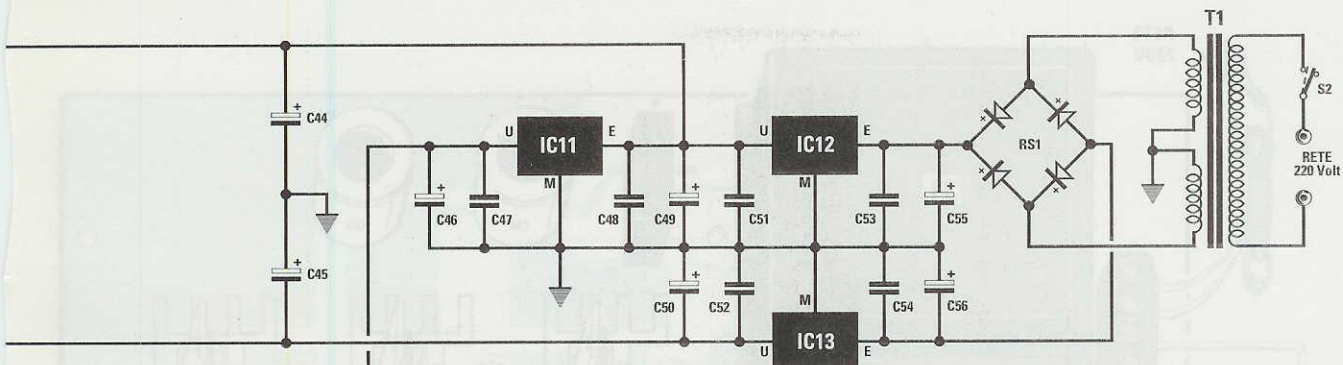 T1
S2
RETE
220 Volt
C44
+
U
IC11
E
M
U
IC12
E
M
RS1
+
C46
C47
C48
+
C49
C51
C53
+
C55
+
C45
+
C50
C52
M
C54
+
C56
U
IC13
E